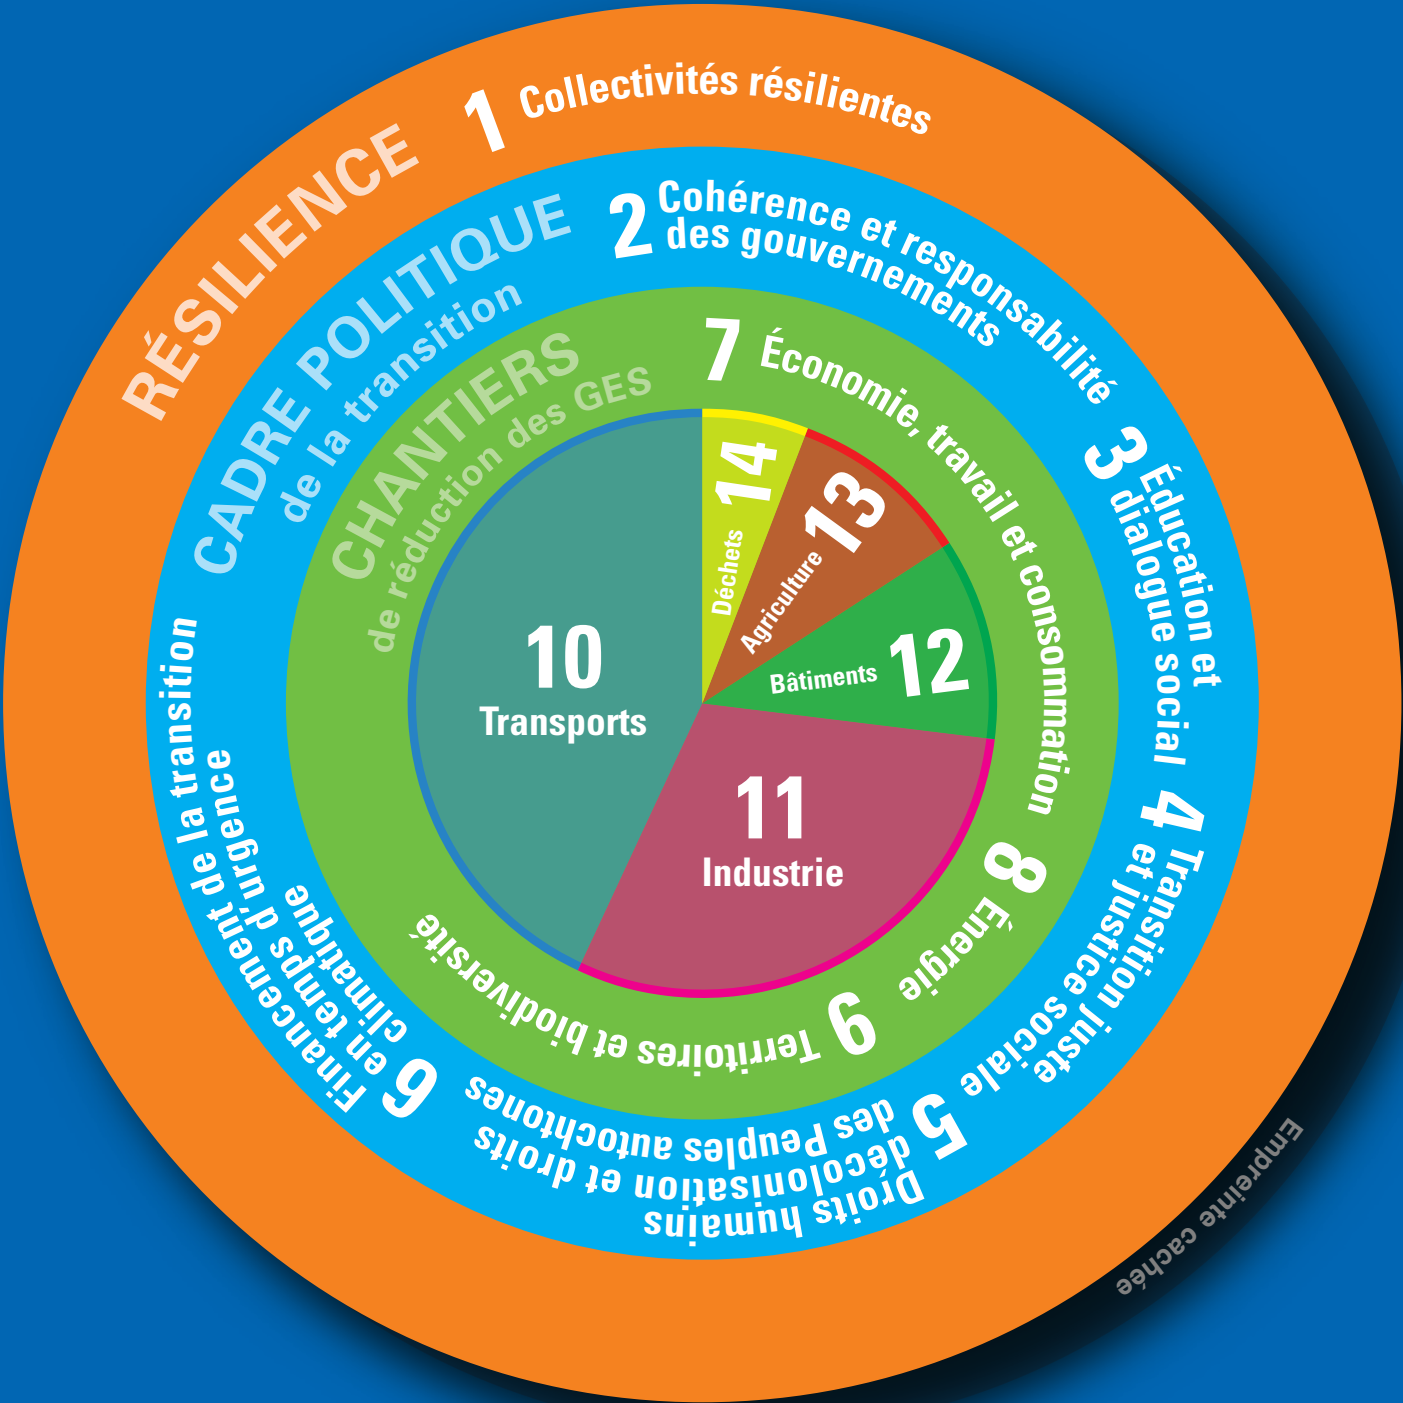 RÉSILIENCE
1 Collectivités résilientes
CADRE POLITIQUE
de la transition
2 Cohérence et responsabilité
des gouvernements
3 Éducation et
dialogue social
4 Transition juste
et justice sociale
5 Droits humains
décolonisation et droits
des Peuples autochtones
6 Financement de la transition
en temps d'urgence
climatique
CHANTIERS
de réduction des GES
7 Économie, travail et consommation
8 Énergie
9 Territoires et biodiversité
10
Transports
11
Industrie
Bâtiments 12
Agriculture 13
Déchets 14
Empreinte cachée